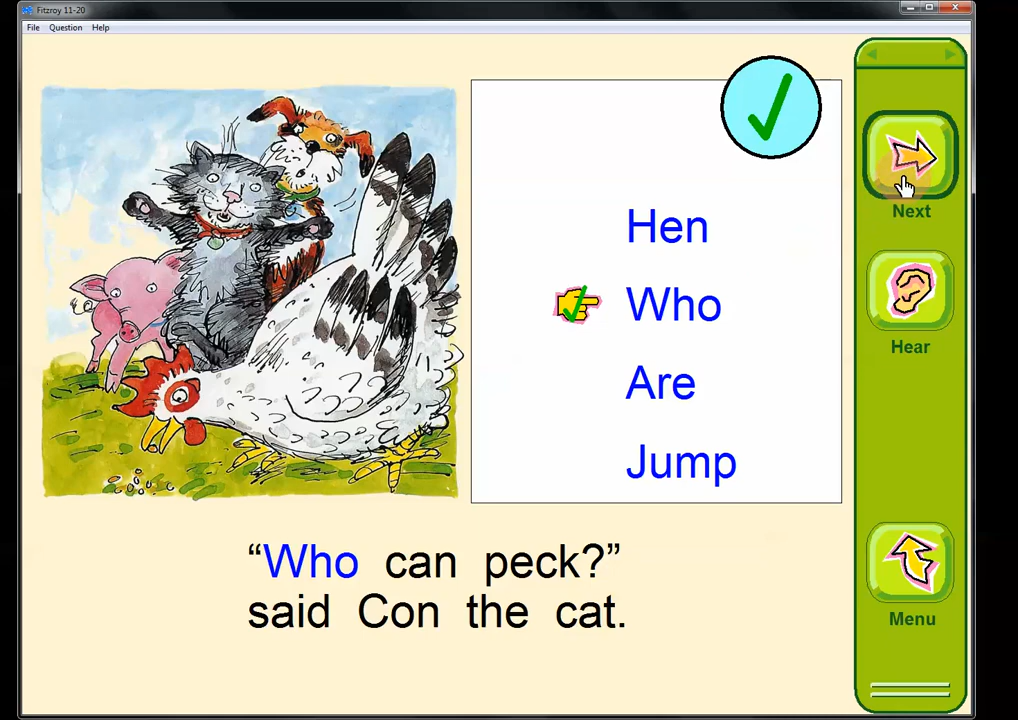 Fitzroy 11-20
File Question Help
Hen
Who
Are
Jump
“Who can peck?”
said Con the cat.
Next
Hear
Menu